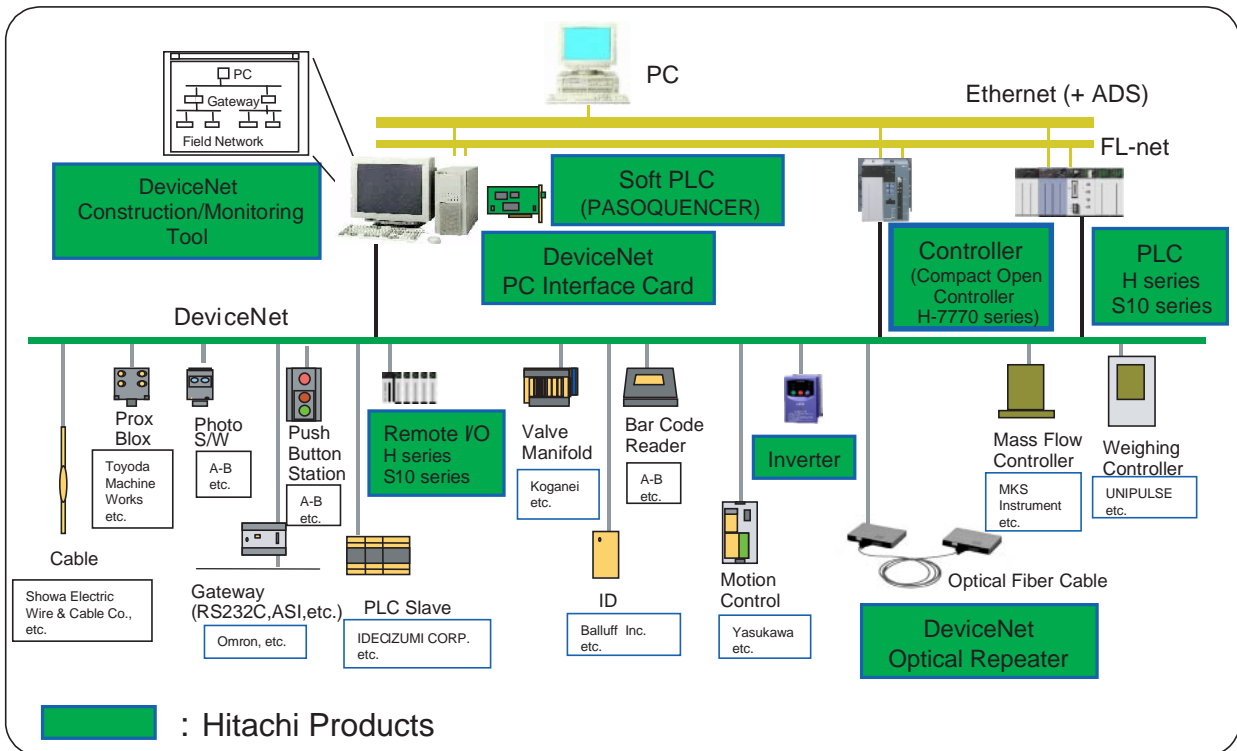 PC
Gateway
Field Network
PC
Ethernet (+ ADS)
FL-net
DeviceNet
Construction/Monitoring
Tool
Soft PLC
(PASOQUENCER)
DeviceNet
PC Interface Card
Controller
(Compact Open
Controller
H-7770 series)
PLC
H series
S10 series
DeviceNet
Prox
Blox
Toyoda
Machine
Works
etc.
Photo
S/W
A-B
etc.
Push
Button
Station
A-B
etc.
Remote I/O
H series
S10 series
Valve
Manifold
Koganei
etc.
Bar Code
Reader
A-B
etc.
Inverter
Mass Flow
Controller
MKS
Instrument
etc.
Weighing
Controller
UNIPULSE
etc.
Cable
Showa Electric
Wire & Cable Co.,
etc.
Gateway
(RS232C,ASI,etc.)
Omron, etc.
PLC Slave
IDECIZUMI CORP.
etc.
ID
Balluff Inc.
etc.
Motion
Control
Yasukawa
etc.
Optical Fiber Cable
DeviceNet
Optical Repeater
: Hitachi Products